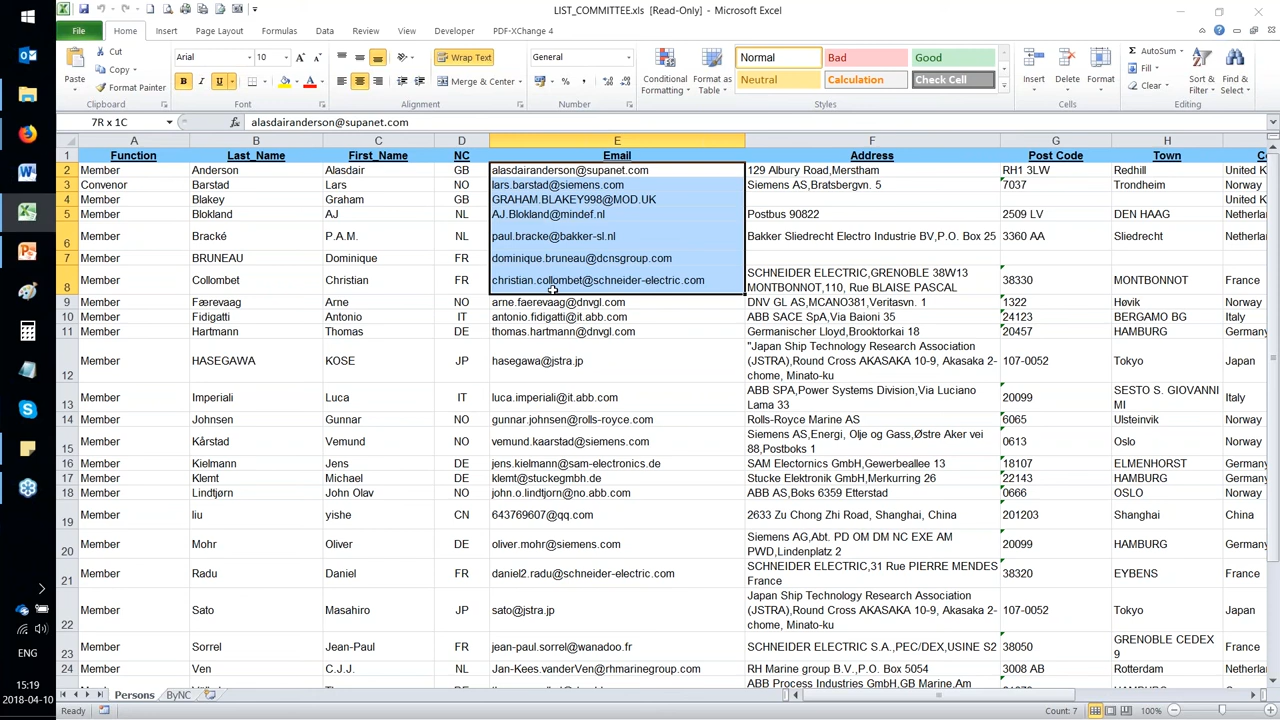 LIST_COMMITTEE.xls [Read-Only] - Microsoft Excel
File Home Insert Page Layout Formulas Data Review View Developer PDF-XChange 4
Paste Cut Copy Format Painter Clipboard
Arial 10 B I U Font
Wrap Text Merge & Center Alignment
General % Number
Conditional Formatting Format as Table Normal Bad Good Neutral Calculation Check Cell Styles
Insert Delete Format Cells
AutoSum Fill Clear Sort & Filter Find & Select Editing
7R x 1C fx alasdairanderson@supanet.com
A B C D E F G H
1 Function Last_Name First_Name NC Email Address Post Code Town
2 Member Anderson Alasdair GB alasdairanderson@supanet.com 129 Albury Road,Merstham RH1 3LW Redhill United K
3 Convenor Barstad Lars NO lars.barstad@siemens.com Siemens AS,Bratsbergvn. 5 7037 Trondheim Norway
4 Member Blakey Graham GB GRAHAM.BLAKEY998@MOD.UK United K
5 Member Blokland AJ NL AJ.Blokland@mindef.nl Postbus 90822 2509 LV DEN HAAG Netherla
6 Member Bracké P.A.M. NL paul.bracke@bakker-sl.nl Bakker Sliedrecht Electro Industrie BV,P.O. Box 25 3360 AA Sliedrecht Netherla
7 Member BRUNEAU Dominique FR dominique.bruneau@dcnsgroup.com France
8 Member Collombet Christian FR christian.collombet@schneider-electric.com SCHNEIDER ELECTRIC,GRENOBLE 38W13 MONTBONNOT,110, Rue BLAISE PASCAL 38330 MONTBONNOT France
9 Member Færevaag Arne NO arne.faerevaag@dnvgl.com DNV GL AS,MCANO381,Veritasvn. 1 1322 Høvik Norway
10 Member Fidigatti Antonio IT antonio.fidigatti@it.abb.com ABB SACE SpA,Via Baioni 35 24123 BERGAMO BG Italy
11 Member Hartmann Thomas DE thomas.hartmann@dnvgl.com Germanischer Lloyd,Brooktorkai 18 20457 HAMBURG Germany
12 Member HASEGAWA KOSE JP hasegawa@jstra.jp "Japan Ship Technology Research Association (JSTRA),Round Cross AKASAKA 10-9, Akasaka 2-chome, Minato-ku 107-0052 Tokyo Japan
13 Member Imperiali Luca IT luca.imperiali@it.abb.com ABB SPA,Power Systems Division,Via Luciano Lama 33 20099 SESTO S. GIOVANNI MI Italy
14 Member Johnsen Gunnar NO gunnar.johnsen@rolls-royce.com Rolls-Royce Marine AS 6065 Ulsteinvik Norway
15 Member Kårstad Vemund NO vemund.kaarstad@siemens.com Siemens AS,Energi, Olje og Gass,Østre Aker vei 88,Postboks 1 0613 Oslo Norway
16 Member Kielmann Jens DE jens.kielmann@sam-electronics.de SAM Electornics GmbH,Gewerbeallee 13 18107 ELMENHORST Germany
17 Member Klemt Michael DE klemt@stuckegmbh.de Stucke Elektronik GmbH,Merkurring 26 22143 HAMBURG Germany
18 Member Lindtjørn John Olav NO john.o.lindtjorn@no.abb.com ABB AS,Boks 6359 Etterstad 0666 OSLO Norway
19 Member liu yishe CN 643769607@qq.com 2633 Zu Chong Zhi Road, Shanghai, China 201203 Shanghai China
20 Member Mohr Oliver DE oliver.mohr@siemens.com Siemens AG,Abt. PD OM DM NC EXE AM PWD,Lindenplatz 2 20099 HAMBURG Germany
21 Member Radu Daniel FR daniel2.radu@schneider-electric.com SCHNEIDER ELECTRIC,31 Rue PIERRE MENDES France 38320 EYBENS France
22 Member Sato Masahiro JP sato@jstra.jp Japan Ship Technology Research Association (JSTRA),Round Cross AKASAKA 10-9, Akasaka 2-chome, Minato-ku 107-0052 Tokyo Japan
23 Member Sorrel Jean-Paul FR jean-paul.sorrel@wanadoo.fr SCHNEIDER ELECTRIC S.A.,PEC/DEX,USINE S2 38050 GRENOBLE CEDEX 9 France
24 Member Ven C.J.J. NL Jan-Kees.vanderVen@rhmarinegroup.com RH Marine group B.V.,P.O. Box 5054 3008 AB Rotterdam Netherla
ABB Process Industries GmbH,GB Marine,Am
Persons ByNC
Ready Count: 7 100%
ENG
15:19
2018-04-10